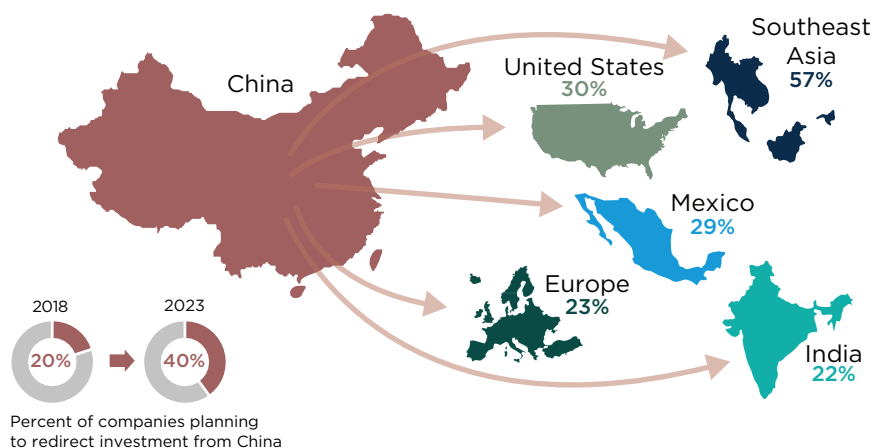 China
United States
30%
Southeast
Asia
57%
Mexico
29%
Europe
23%
India
22%
2018
20%
2023
40%
Percent of companies planning
to redirect investment from China